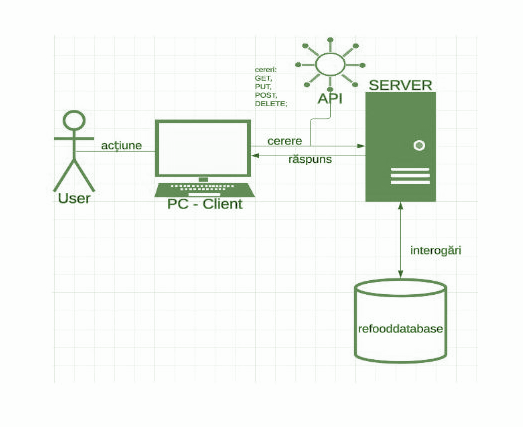 cereri:
GET,
PUT,
POST,
DELETE;
API
SERVER
acțiune
cerere
răspuns
User
PC - Client
interogări
refooddatabase